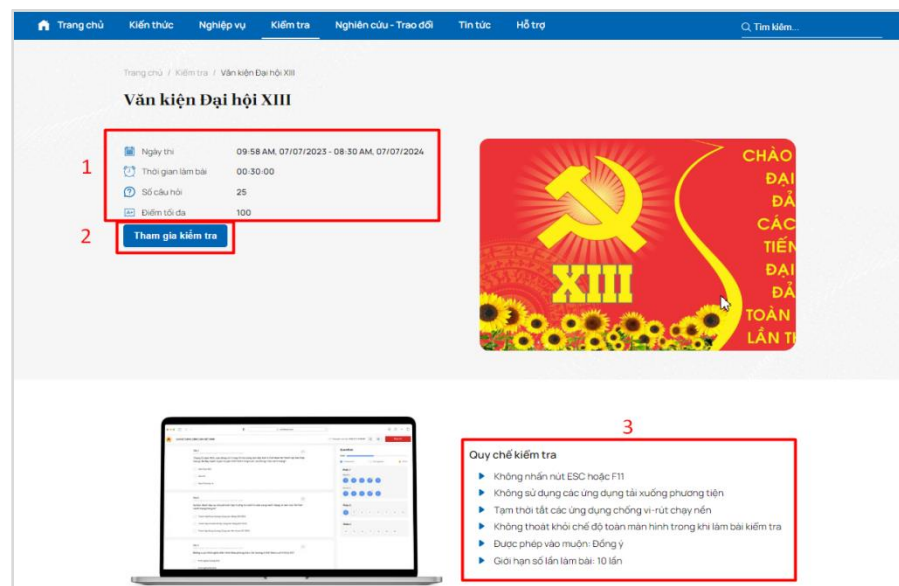 Trang chủ Kiến thức Nghiệp vụ Kiểm tra Nghiên cứu - Trao đổi Tin tức Hỗ trợ Tìm kiếm...
Trang chủ / Kiểm tra / Văn kiện Đại hội XIII
Văn kiện Đại hội XIII
1
Ngày thi 09:58 AM, 07/07/2023 - 08:30 AM, 07/07/2024
Thời gian làm bài 00:30:00
Số câu hỏi 25
Điểm tối đa 100
2
Tham gia kiểm tra
CHÀO
ĐẠI
ĐẢ
CÁC
TIẾN
ĐẠI
ĐẢ
TOÀN
LẦN TH
XIII
3
Quy chế kiểm tra
Không nhấn nút ESC hoặc F11
Không sử dụng các ứng dụng tải xuống phương tiện
Tạm thời tắt các ứng dụng chống vi-rút chạy nền
Không thoát khỏi chế độ toàn màn hình trong khi làm bài kiểm tra
Được phép vào muộn: Đồng ý
Giới hạn số lần làm bài: 10 lần